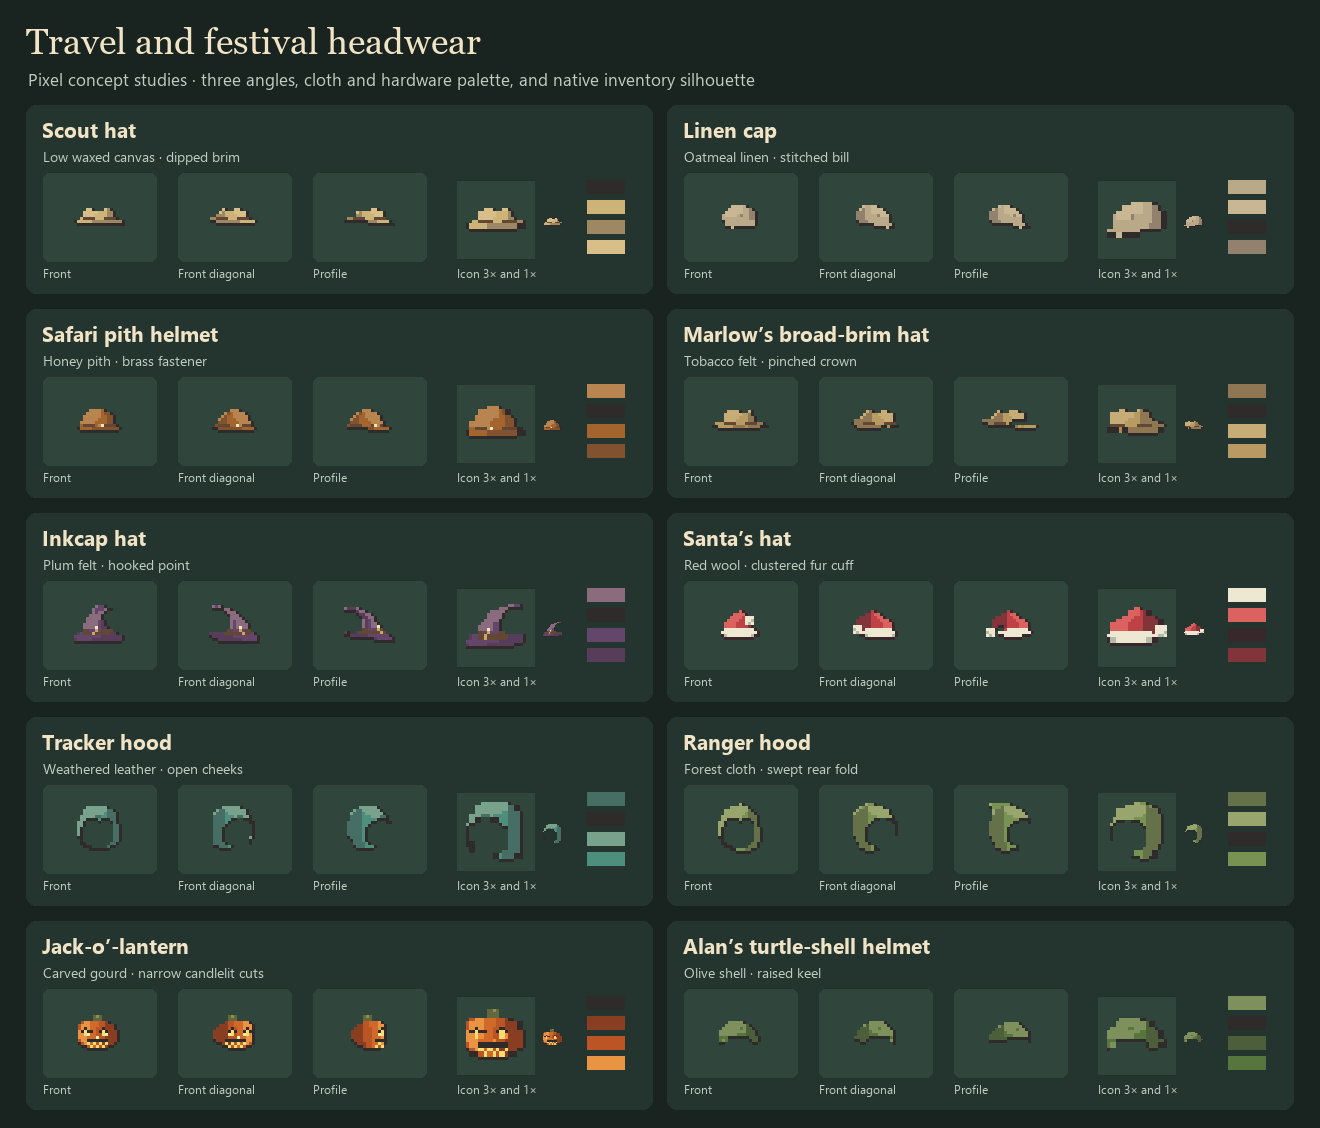 Travel and festival headwear
Pixel concept studies · three angles, cloth and hardware palette, and native inventory silhouette
Scout hat
Low waxed canvas · dipped brim
Front
Front diagonal
Profile
Icon 3× and 1×
Linen cap
Oatmeal linen · stitched bill
Front
Front diagonal
Profile
Icon 3× and 1×
Safari pith helmet
Honey pith · brass fastener
Front
Front diagonal
Profile
Icon 3× and 1×
Marlow’s broad-brim hat
Tobacco felt · pinched crown
Front
Front diagonal
Profile
Icon 3× and 1×
Inkcap hat
Plum felt · hooked point
Front
Front diagonal
Profile
Icon 3× and 1×
Santa’s hat
Red wool · clustered fur cuff
Front
Front diagonal
Profile
Icon 3× and 1×
Tracker hood
Weathered leather · open cheeks
Front
Front diagonal
Profile
Icon 3× and 1×
Ranger hood
Forest cloth · swept rear fold
Front
Front diagonal
Profile
Icon 3× and 1×
Jack-o’-lantern
Carved gourd · narrow candlelit cuts
Front
Front diagonal
Profile
Icon 3× and 1×
Alan’s turtle-shell helmet
Olive shell · raised keel
Front
Front diagonal
Profile
Icon 3× and 1×